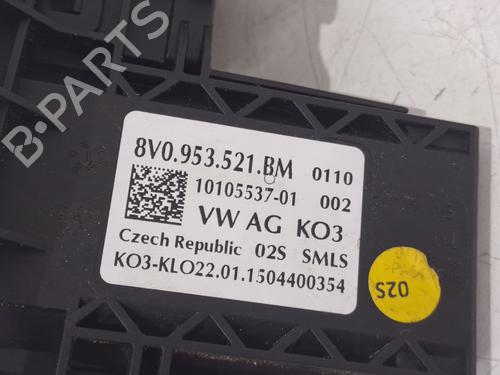 B-PARTS
8V0.953.521.BM 0110
10105537-01 002
VW AG KO3
Czech Republic 02S SMLS
KO3-KLO22.01.1504400354
02S